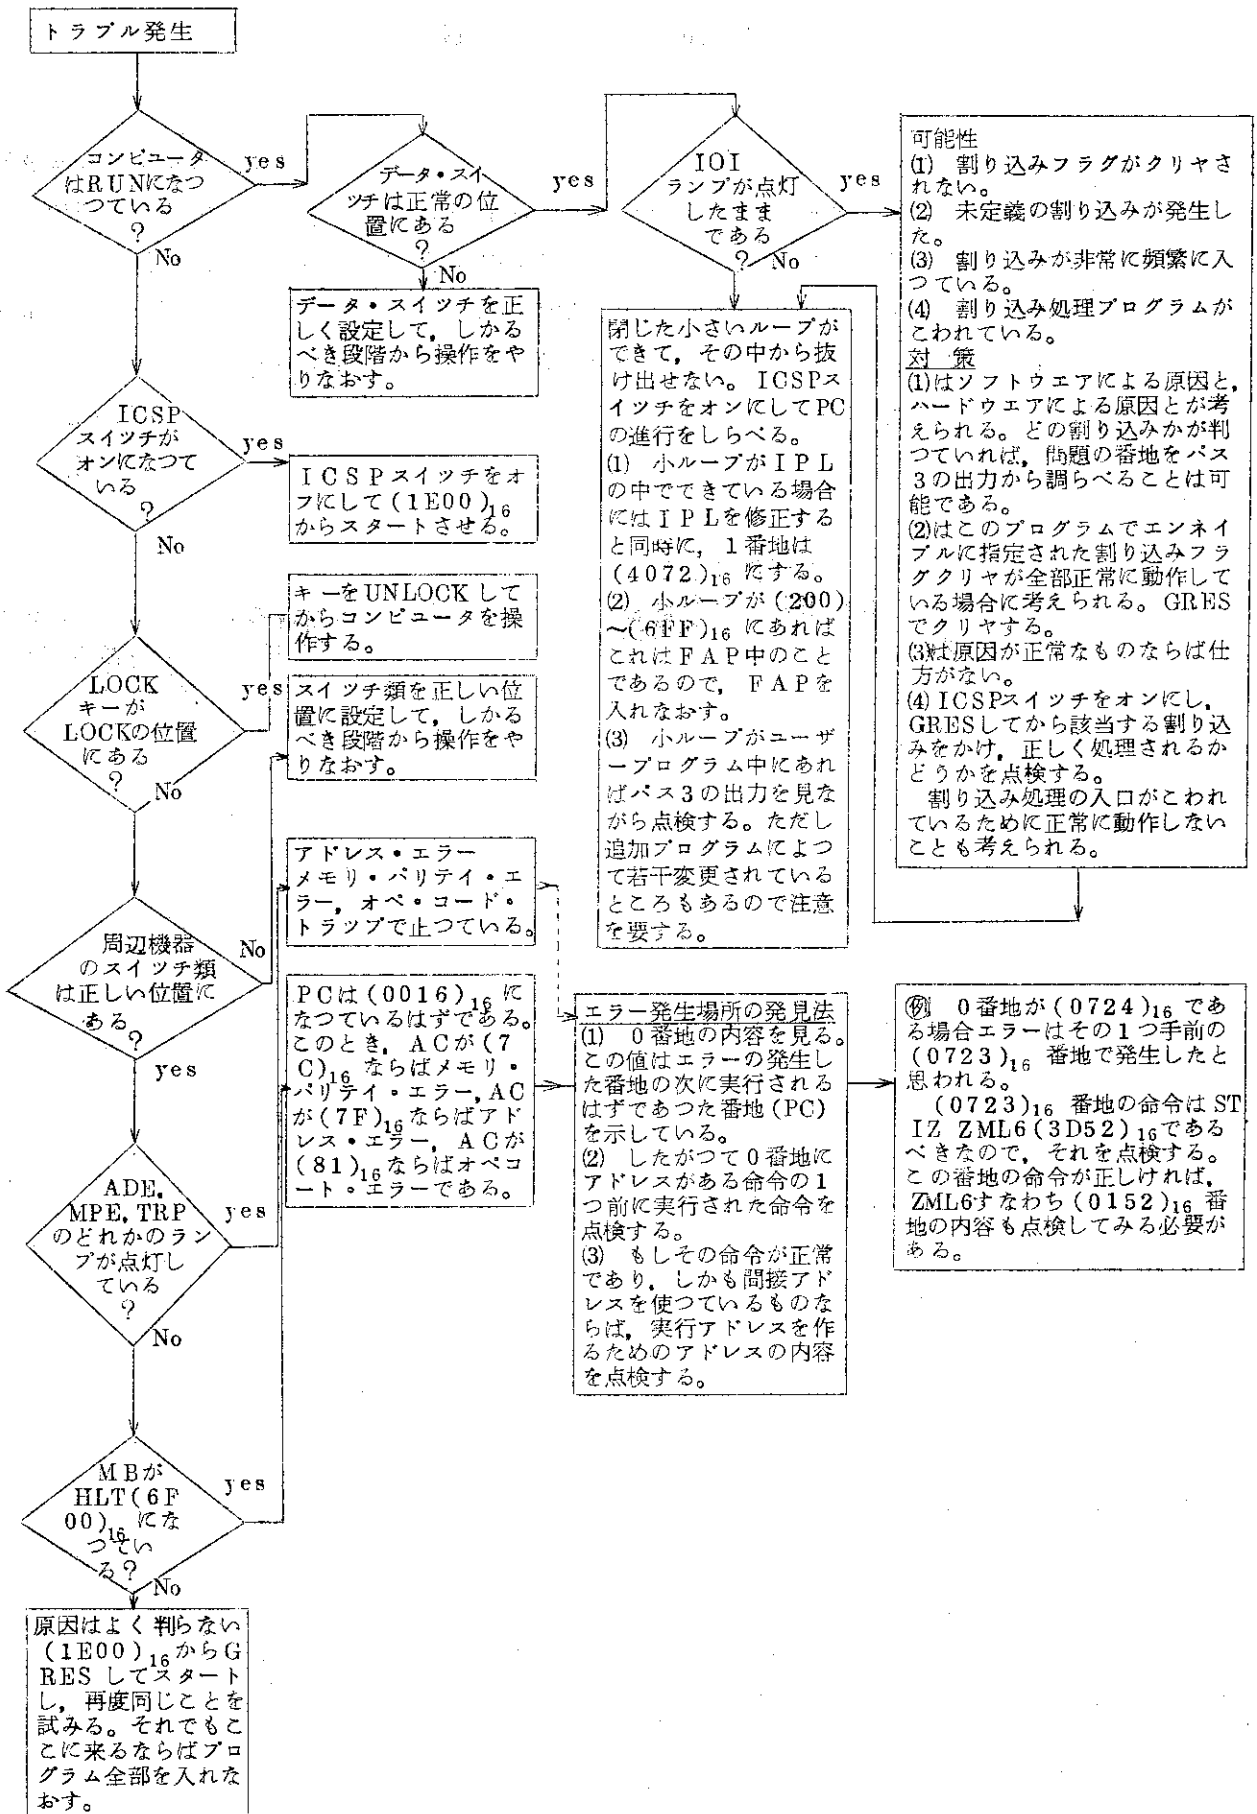 トラブル発生
コンピュータ
はRUNになつ
つている
?
yes
No
データ・スイ
ッチは正常の位
置にある
?
yes
No
データ・スイッチを正
しく設定して，しかる
べき段階から操作をや
りなおす。
IOI
ランプが点灯
したまま
である
?
yes
No
可能性
(1) 割り込みフラグがクリヤさ
れない。
(2) 未定義の割り込みが発生し
た。
(3) 割り込みが非常に頻繁に入
つている。
(4) 割り込み処理プログラムが
こわれている。
対 策
(1)はソフトウエアによる原因と，
ハードウエアによる原因とが考
えられる。どの割り込みかが判
つていれば，問題の番地をパス
3の出力から調らべることは可
能である。
(2)はこのプログラムでエンネイ
ブルに指定された割り込みフラ
グクリヤが全部正常に動作して
いる場合に考えられる。GRES
でクリヤする。
(3)は原因が正常なものならば仕
方がない。
(4) ICSPスイッチをオンにし，
GRESしてから該当する割り込
みをかけ，正しく処理されるか
どうかを点検する。
割り込み処理の入口がこわれ
ているために正常に動作しない
ことも考えられる。
閉じた小さいループが
できて，その中から抜
け出せない。ICSPス
イッチをオンにしてPC
の進行をしらべる。
(1) 小ループがIPL
の中でできている場合
にはIPLを修正する
と同時に，1番地は
(4072)16 にする。
(2) 小ループが(200)
～(6FF)16 にあれば
これはFAP中のこと
であるので，FAPを
入れなおす。
(3) 小ループがユーザ
ープログラム中にあれ
ばパス3の出力を見な
がら点検する。ただし
追加プログラムによつ
て若干変更されている
ところもあるので注意
を要する。
ICSP
スイッチが
オンになつて
いる
?
yes
No
ICSPスイッチをオ
フにして(1E00)16
からスタートさせる。
LOCK
キーが
LOCKの位置
にある
?
yes
No
キーをUNLOCKして
からコンピュータを操
作する。
スイッチ類を正しい位
置に設定して，しかる
べき段階から操作をや
りなおす。
周辺機器
のスイッチ類
は正しい位置に
ある?
No
yes
アドレス・エラー
メモリ・パリティ・エ
ラー，オペ・コード・
トラップで止つている。
PCは(0016)16 に
なつているはずである。
このとき，ACが(7
C)16 ならばメモリ・
パリティ・エラー，AC
が(7F)16ならばアド
レス・エラー，ACが
(81)16ならばオペコ
ート・エラーである。
エラー発生場所の発見法
(1) 0番地の内容を見る。
この値はエラーの発生し
た番地の次に実行される
はずであつた番地(PC)
を示している。
(2) したがつて0番地に
アドレスがある命令の1
つ前に実行された命令を
点検する。
(3) もしその命令が正常
であり，しかも間接アド
レスを使つているものな
らば，実行アドレスを作
るためのアドレスの内容
を点検する。
㋹ 0番地が(0724)16 であ
る場合エラーはその1つ手前の
(0723)16 番地で発生したと
思われる。
(0723)16 番地の命令はST
IZ ZML6(3D52)16である
べきなので，それを点検する。
この番地の命令が正しければ，
ZML6すなわち(0152)16 番
地の内容も点検してみる必要が
ある。
ADE，
MPE，TRP
のどれかのラン
プが点灯し
ている
?
yes
No
MBが
HLT(6F
00)16 にな
つてい
る?
yes
No
原因はよく判らない
(1E00)16からG
RESしてスタート
し，再度同じことを
試みる。それでもこ
こに来るならばプロ
グラム全部を入れな
おす。